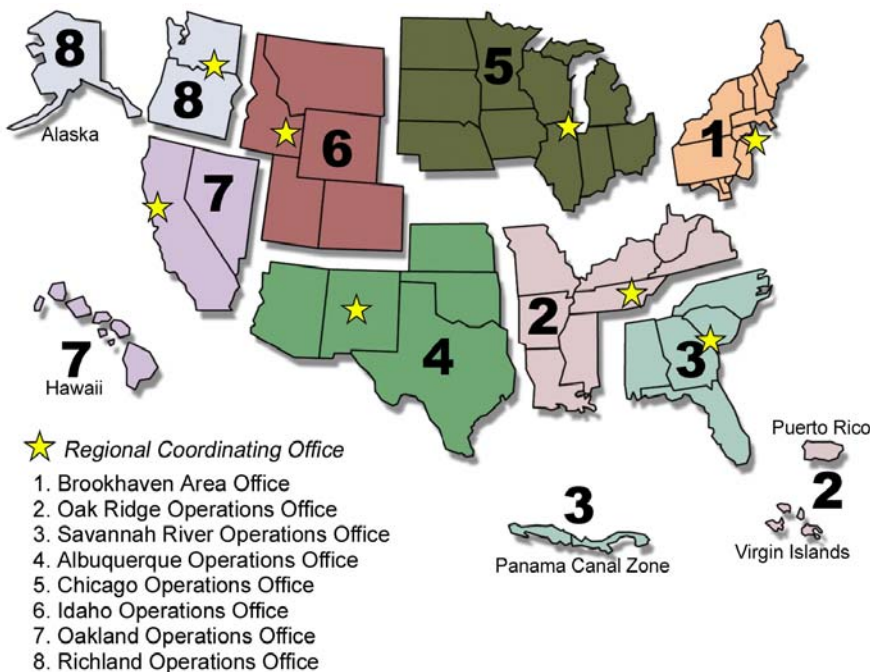 8
Alaska
8
6
5
1
7
7
Hawaii
4
2
3
Puerto Rico
2
Virgin Islands
3
Panama Canal Zone
Regional Coordinating Office
1. Brookhaven Area Office
2. Oak Ridge Operations Office
3. Savannah River Operations Office
4. Albuquerque Operations Office
5. Chicago Operations Office
6. Idaho Operations Office
7. Oakland Operations Office
8. Richland Operations Office